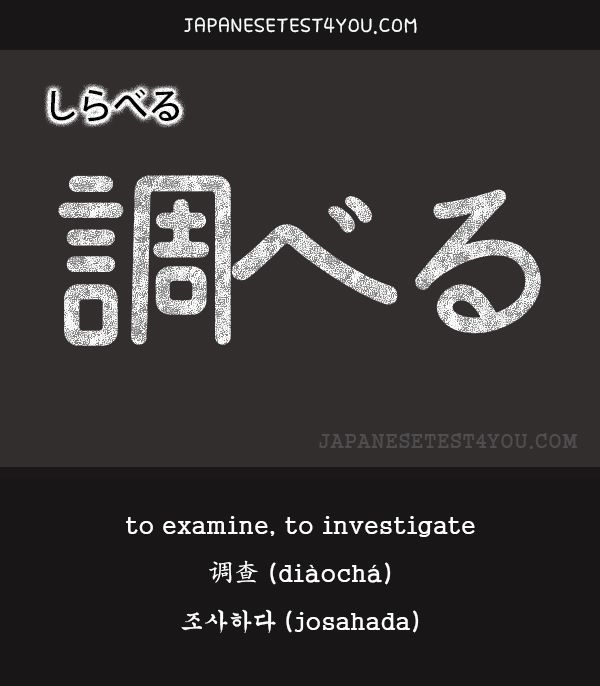 JAPANESETEST4YOU.COM
しらべる
調べる
JAPANESETEST4YOU.COM
to examine, to investigate
调查 (diàochá)
조사하다 (josahada)